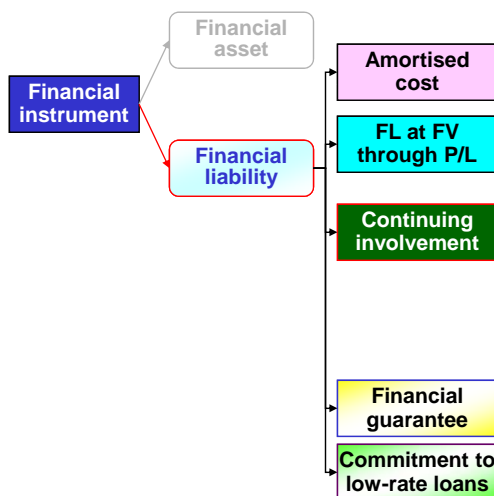 Financial
asset
Financial
instrument
Financial
liability
Amortised
cost
FL at FV
through P/L
Continuing
involvement
Financial
guarantee
Commitment to
low-rate loans